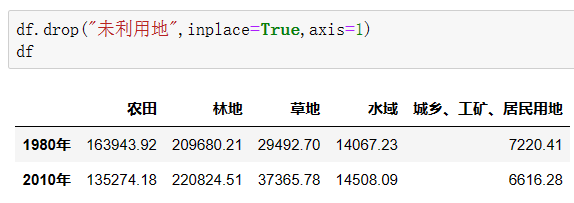 df.drop("未利用地",inplace=True,axis=1)
df
农田 林地 草地 水域 城乡、工矿、居民用地
1980年 163943.92 209680.21 29492.70 14067.23 7220.41
2010年 135274.18 220824.51 37365.78 14508.09 6616.28